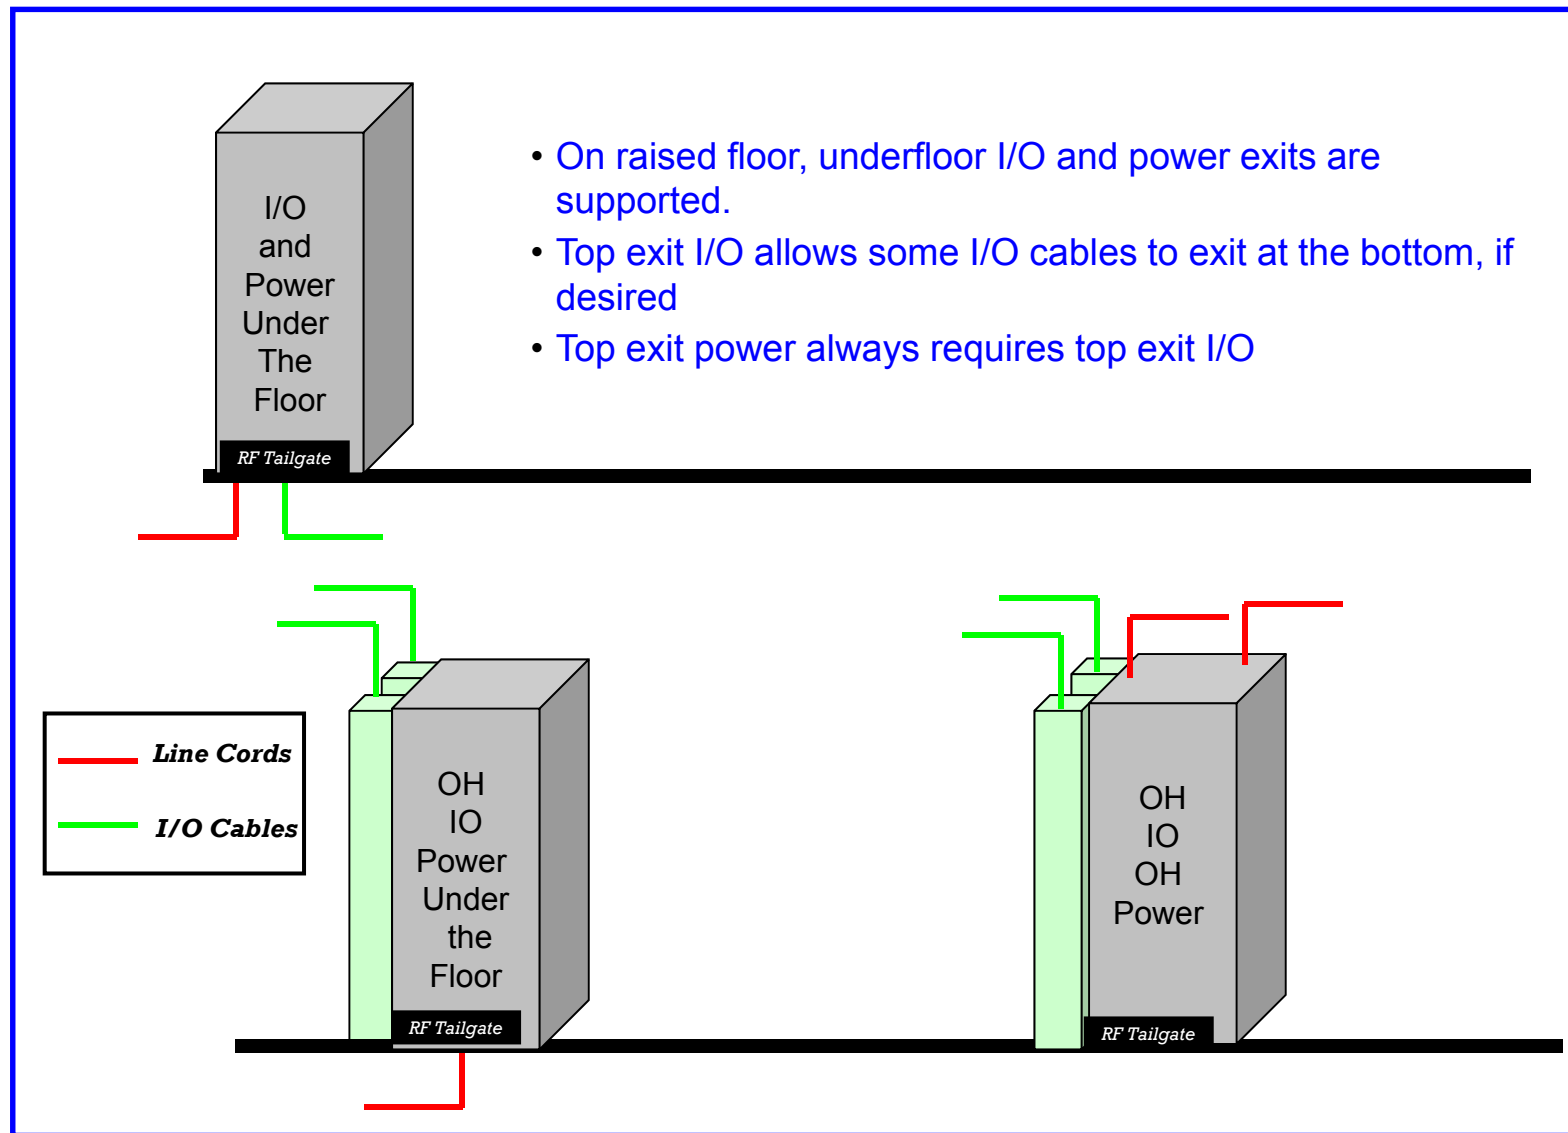 I/O
and
Power
Under
The
Floor
RF Tailgate
• On raised floor, underfloor I/O and power exits are
supported.
• Top exit I/O allows some I/O cables to exit at the bottom, if
desired
• Top exit power always requires top exit I/O
Line Cords
I/O Cables
OH
IO
Power
Under
the
Floor
RF Tailgate
OH
IO
OH
Power
RF Tailgate